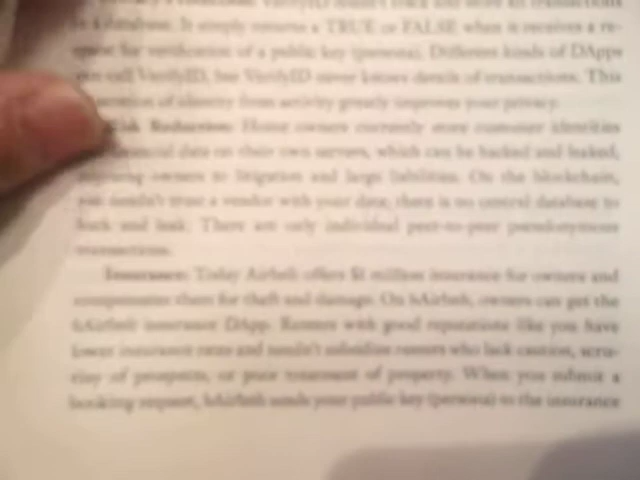 a database. It simply returns a TRUE or FALSE when it receives a re-
quest for verification of a public key (persona). Different kinds of DApps
can call VerifyID, but VerifyID never knows details of transactions. This
of identity from activity greatly improves your privacy.
Risk Reduction: Home owners currently store customer identities
financial data on their own servers, which can be hacked and leaked,
owners to litigation and large liabilities. On the blockchain,
you needn't trust a vendor with your data; there is no central database to
hack and leak. There are only individual peer-to-peer pseudonymous
transactions.
Insurance: Today Airbnb offers $1 million insurance for owners and
compensates them for theft and damage. On bAirbnb, owners can get the
bAirbnb insurance DApp. Renters with good reputations like you have
lower insurance rates and needn't subsidize renters who lack caution, scru-
tiny of prospects, or poor treatment of property. When you submit a
booking request, bAirbnb sends your public key (persona) to the insurance